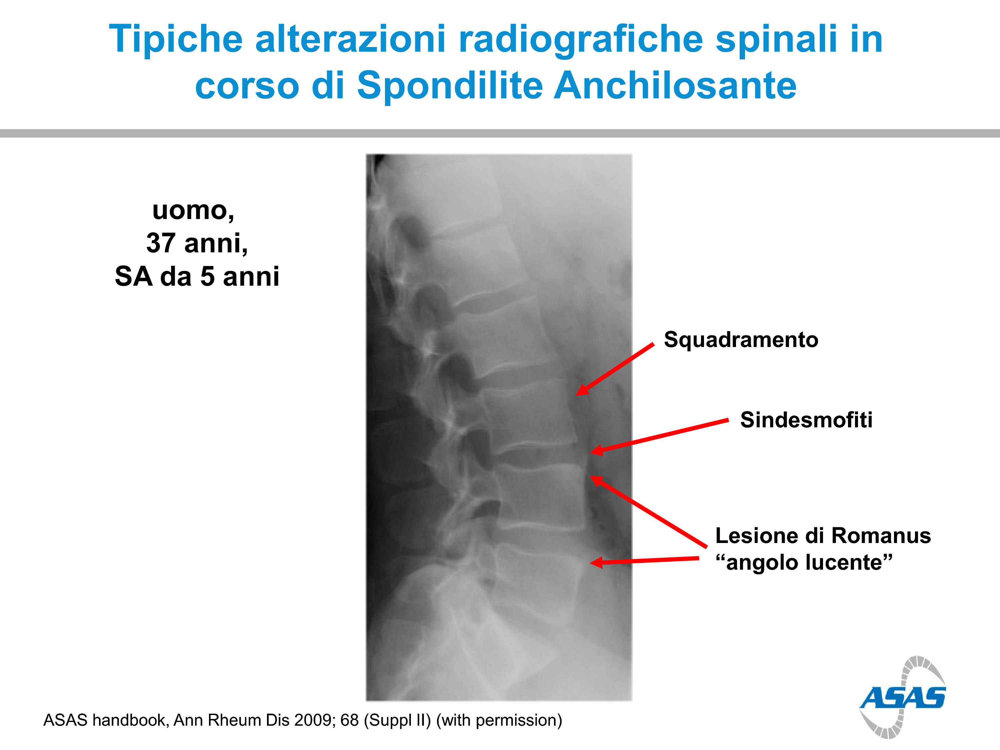 Tipiche alterazioni radiografiche spinali in
corso di Spondilite Anchilosante
uomo,
37 anni,
SA da 5 anni
Squadramento
Sindesmofiti
Lesione di Romanus
“angolo lucente”
ASAS
ASAS handbook, Ann Rheum Dis 2009; 68 (Suppl II) (with permission)